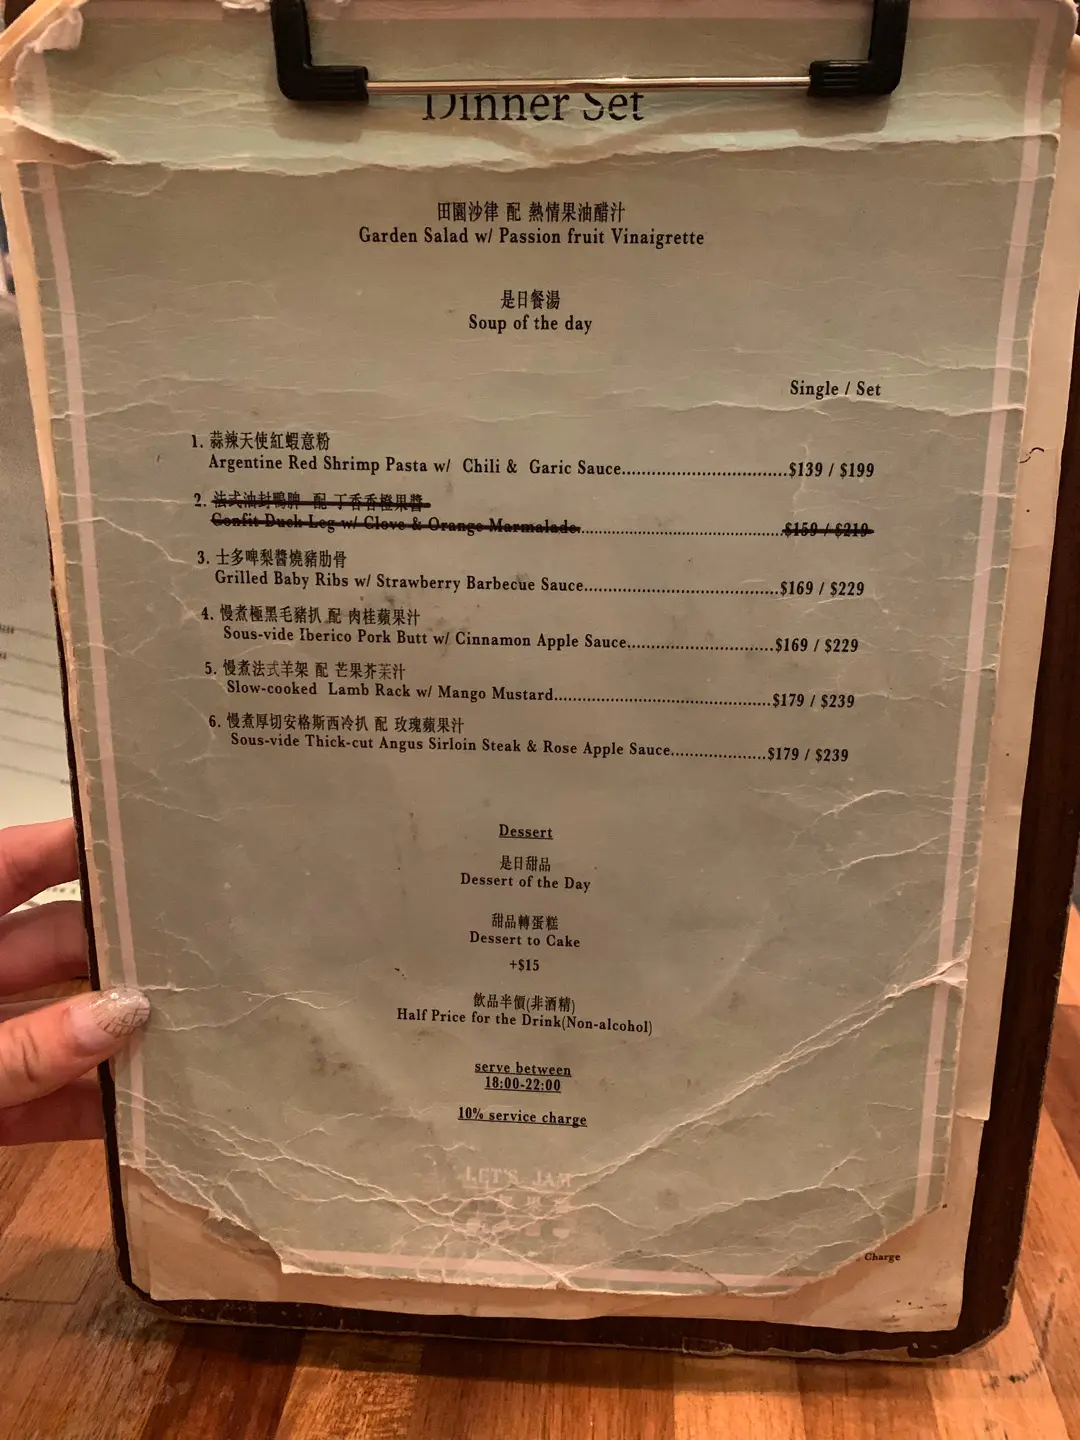 Dinner Set
田園沙律 配 熱情果油醋汁
Garden Salad w/ Passion fruit Vinaigrette
是日餐湯
Soup of the day
Single / Set
1. 蒜辣天使紅蝦意粉
Argentine Red Shrimp Pasta w/ Chili & Garic Sauce..............................$139 / $199
2. 法式油封鴨脾 配 丁香香橙果醬
Confit Duck Leg w/ Clove & Orange Marmalade....................................$159 / $219
3. 士多啤梨醬燒豬肋骨
Grilled Baby Ribs w/ Strawberry Barbecue Sauce...................................$169 / $229
4. 慢煮極黑毛豬扒 配 肉桂蘋果汁
Sous-vide Iberico Pork Butt w/ Cinnamon Apple Sauce..........................$169 / $229
5. 慢煮法式羊架 配 芒果芥茉汁
Slow-cooked Lamb Rack w/ Mango Mustard.......................................$179 / $239
6. 慢煮厚切安格斯西冷扒 配 玫瑰蘋果汁
Sous-vide Thick-cut Angus Sirloin Steak & Rose Apple Sauce....................$179 / $239
Dessert
是日甜品
Dessert of the Day
甜品轉蛋糕
Dessert to Cake
+$15
飲品半價(非酒精)
Half Price for the Drink(Non-alcohol)
serve between
18:00-22:00
10% service charge
LET'S JAM
Charge